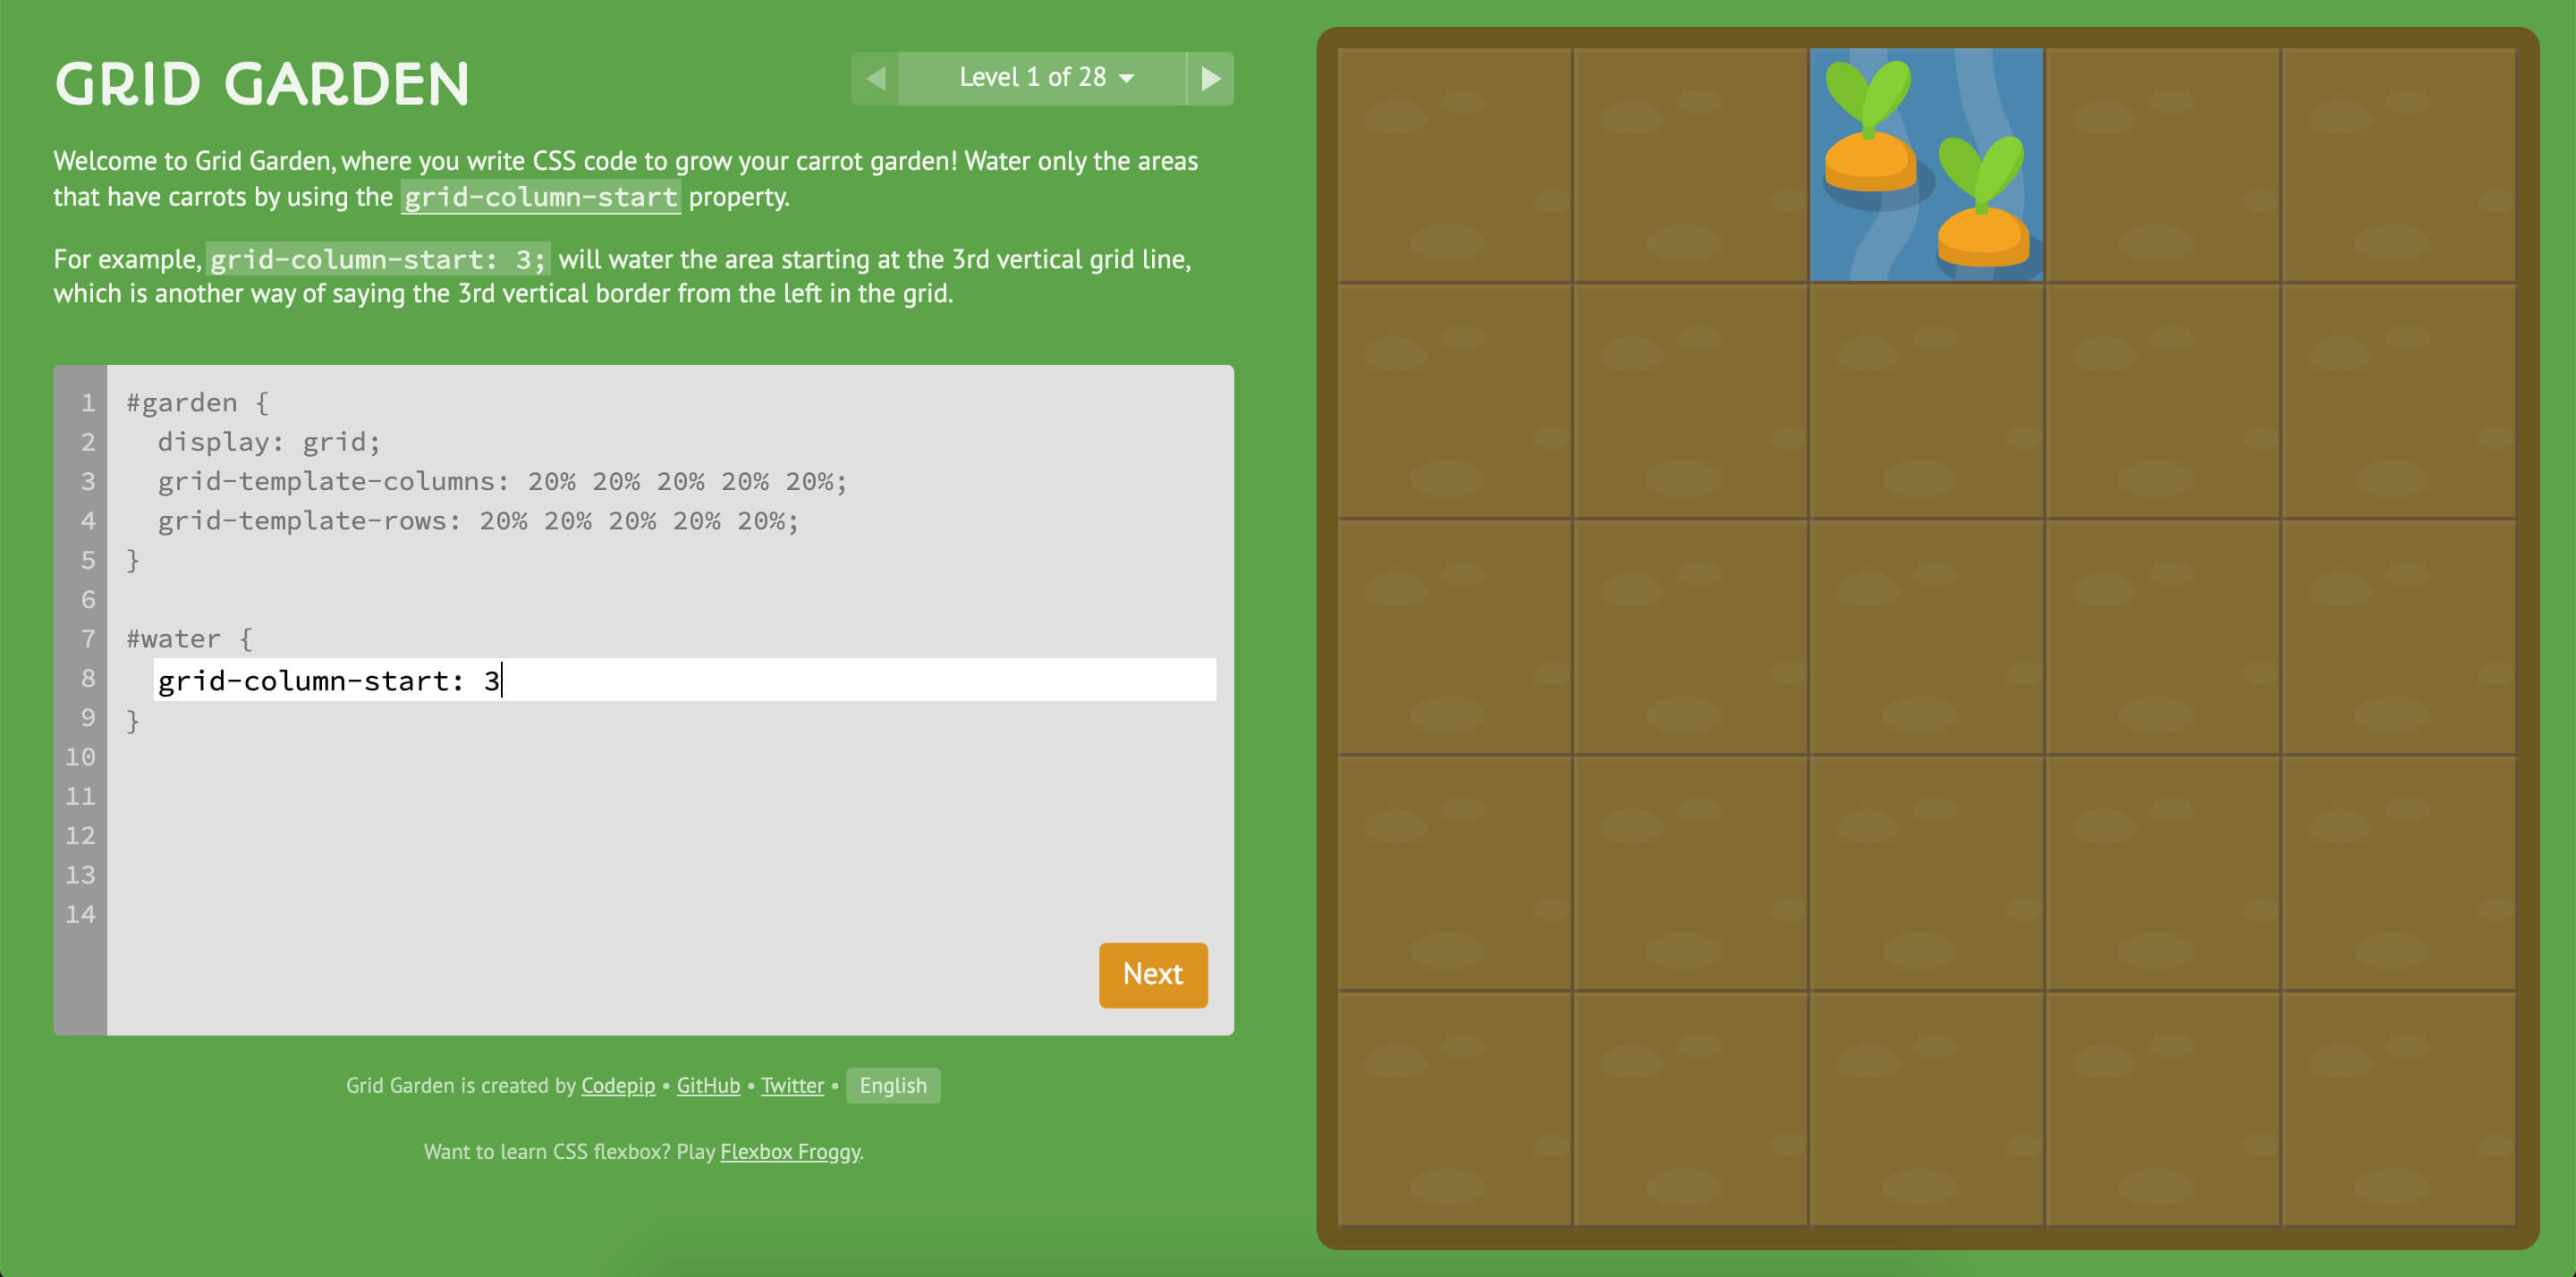 GRID GARDEN
Level 1 of 28
Welcome to Grid Garden, where you write CSS code to grow your carrot garden! Water only the areas
that have carrots by using the grid-column-start property.
For example, grid-column-start: 3; will water the area starting at the 3rd vertical grid line,
which is another way of saying the 3rd vertical border from the left in the grid.
1 #garden {
2 display: grid;
3 grid-template-columns: 20% 20% 20% 20% 20%;
4 grid-template-rows: 20% 20% 20% 20% 20%;
5 }
6
7 #water {
8 grid-column-start: 3
9 }
10
11
12
13
14
Next
Grid Garden is created by Codepip • GitHub • Twitter • English
Want to learn CSS flexbox? Play Flexbox Froggy.